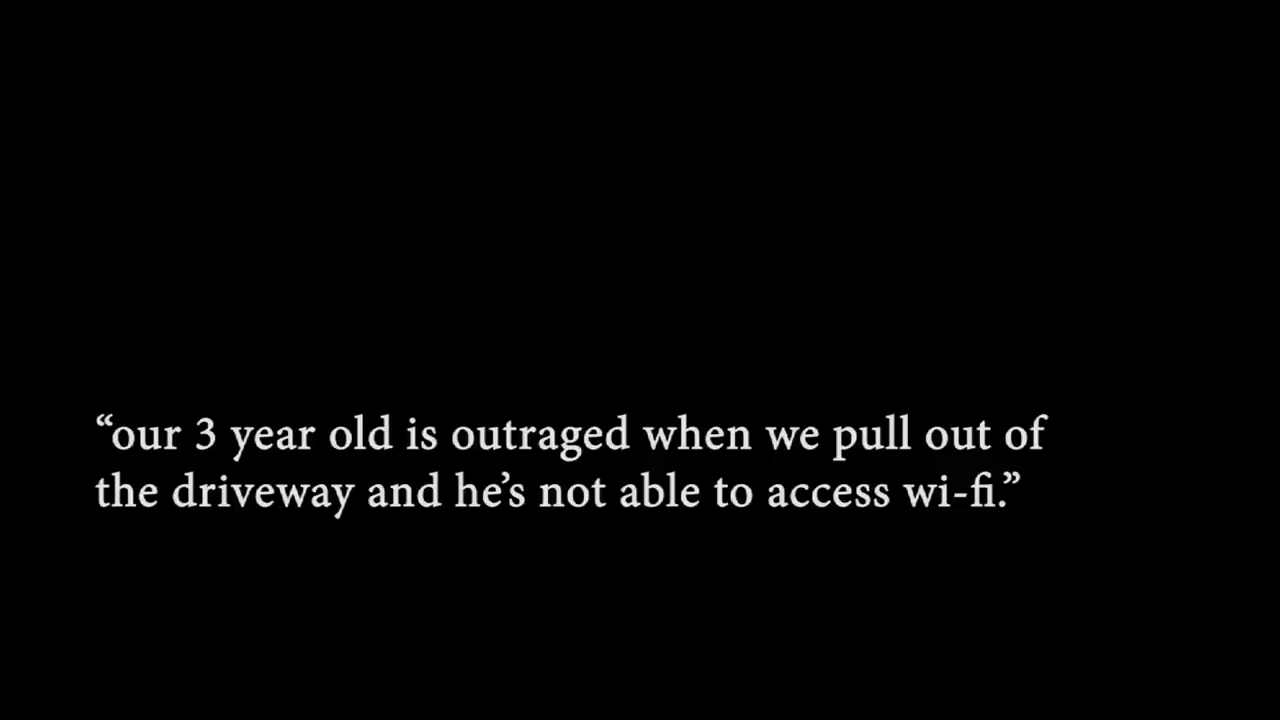 “our 3 year old is outraged when we pull out of
the driveway and he’s not able to access wi-fi.”